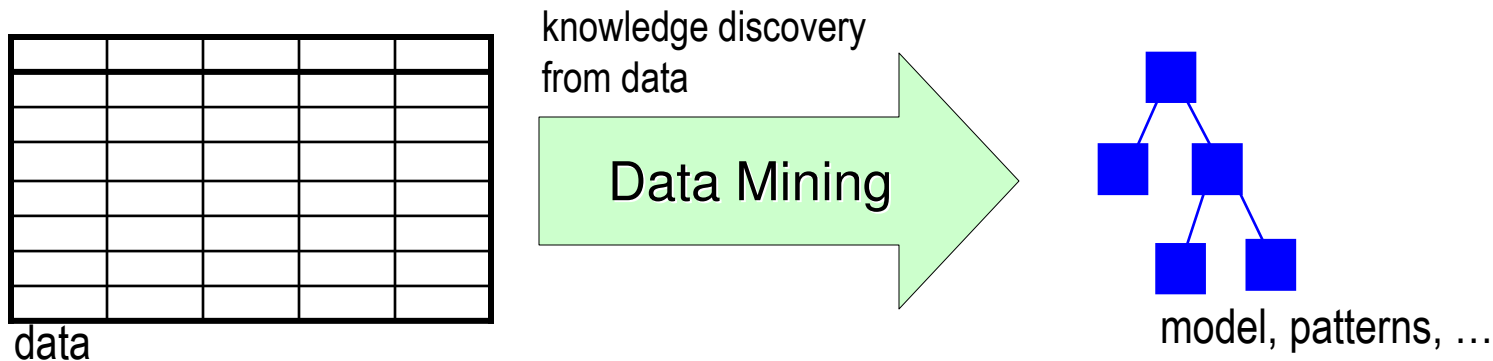 knowledge discovery
from data
Data Mining
data
model, patterns, …